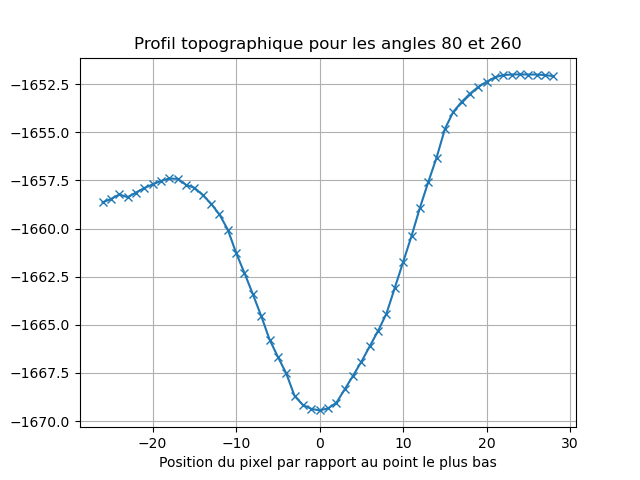 Profil topographique pour les angles 80 et 260
−1652.5
−1655.0
−1657.5
−1660.0
−1662.5
−1665.0
−1667.5
−1670.0
−20 −10 0 10 20 30
Position du pixel par rapport au point le plus bas